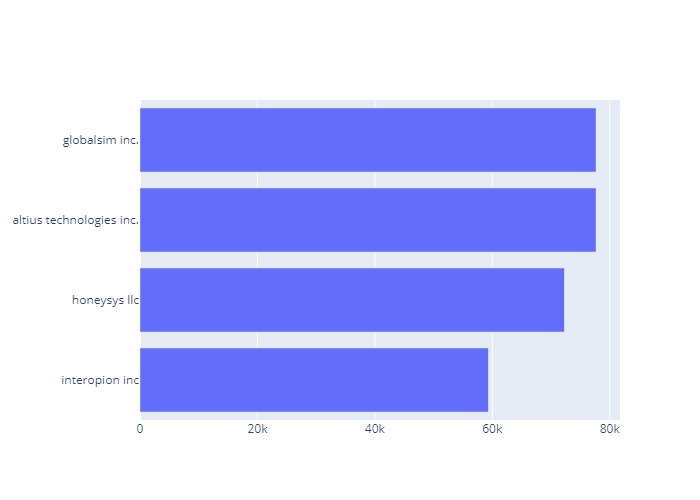 globalsim inc.
altius technologies inc.
honeysys llc
interopion inc
0 20k 40k 60k 80k